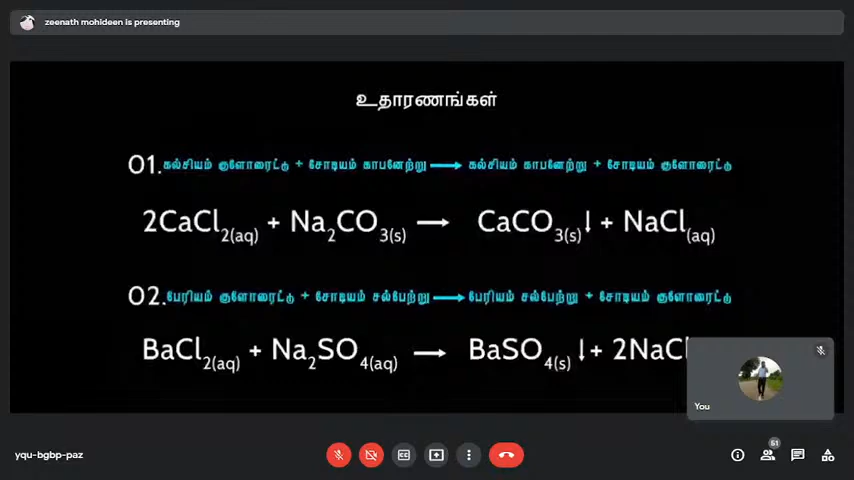 zeenath mohideen is presenting
உதாரணங்கள்
01. கல்சியம் குளோரைட்டு + சோடியம் காபனேற்று → கல்சியம் காபனேற்று + சோடியம் குளோரைட்டு
2CaCl₂(aq) + Na₂CO₃(s) → CaCO₃(s)↓ + NaCl(aq)
02. பேரியம் குளோரைட்டு + சோடியம் சல்பேற்று → பேரியம் சல்பேற்று + சோடியம் குளோரைட்டு
BaCl₂(aq) + Na₂SO₄(aq) → BaSO₄(s)↓ + 2NaCl
You
51
yqu-bgbp-paz